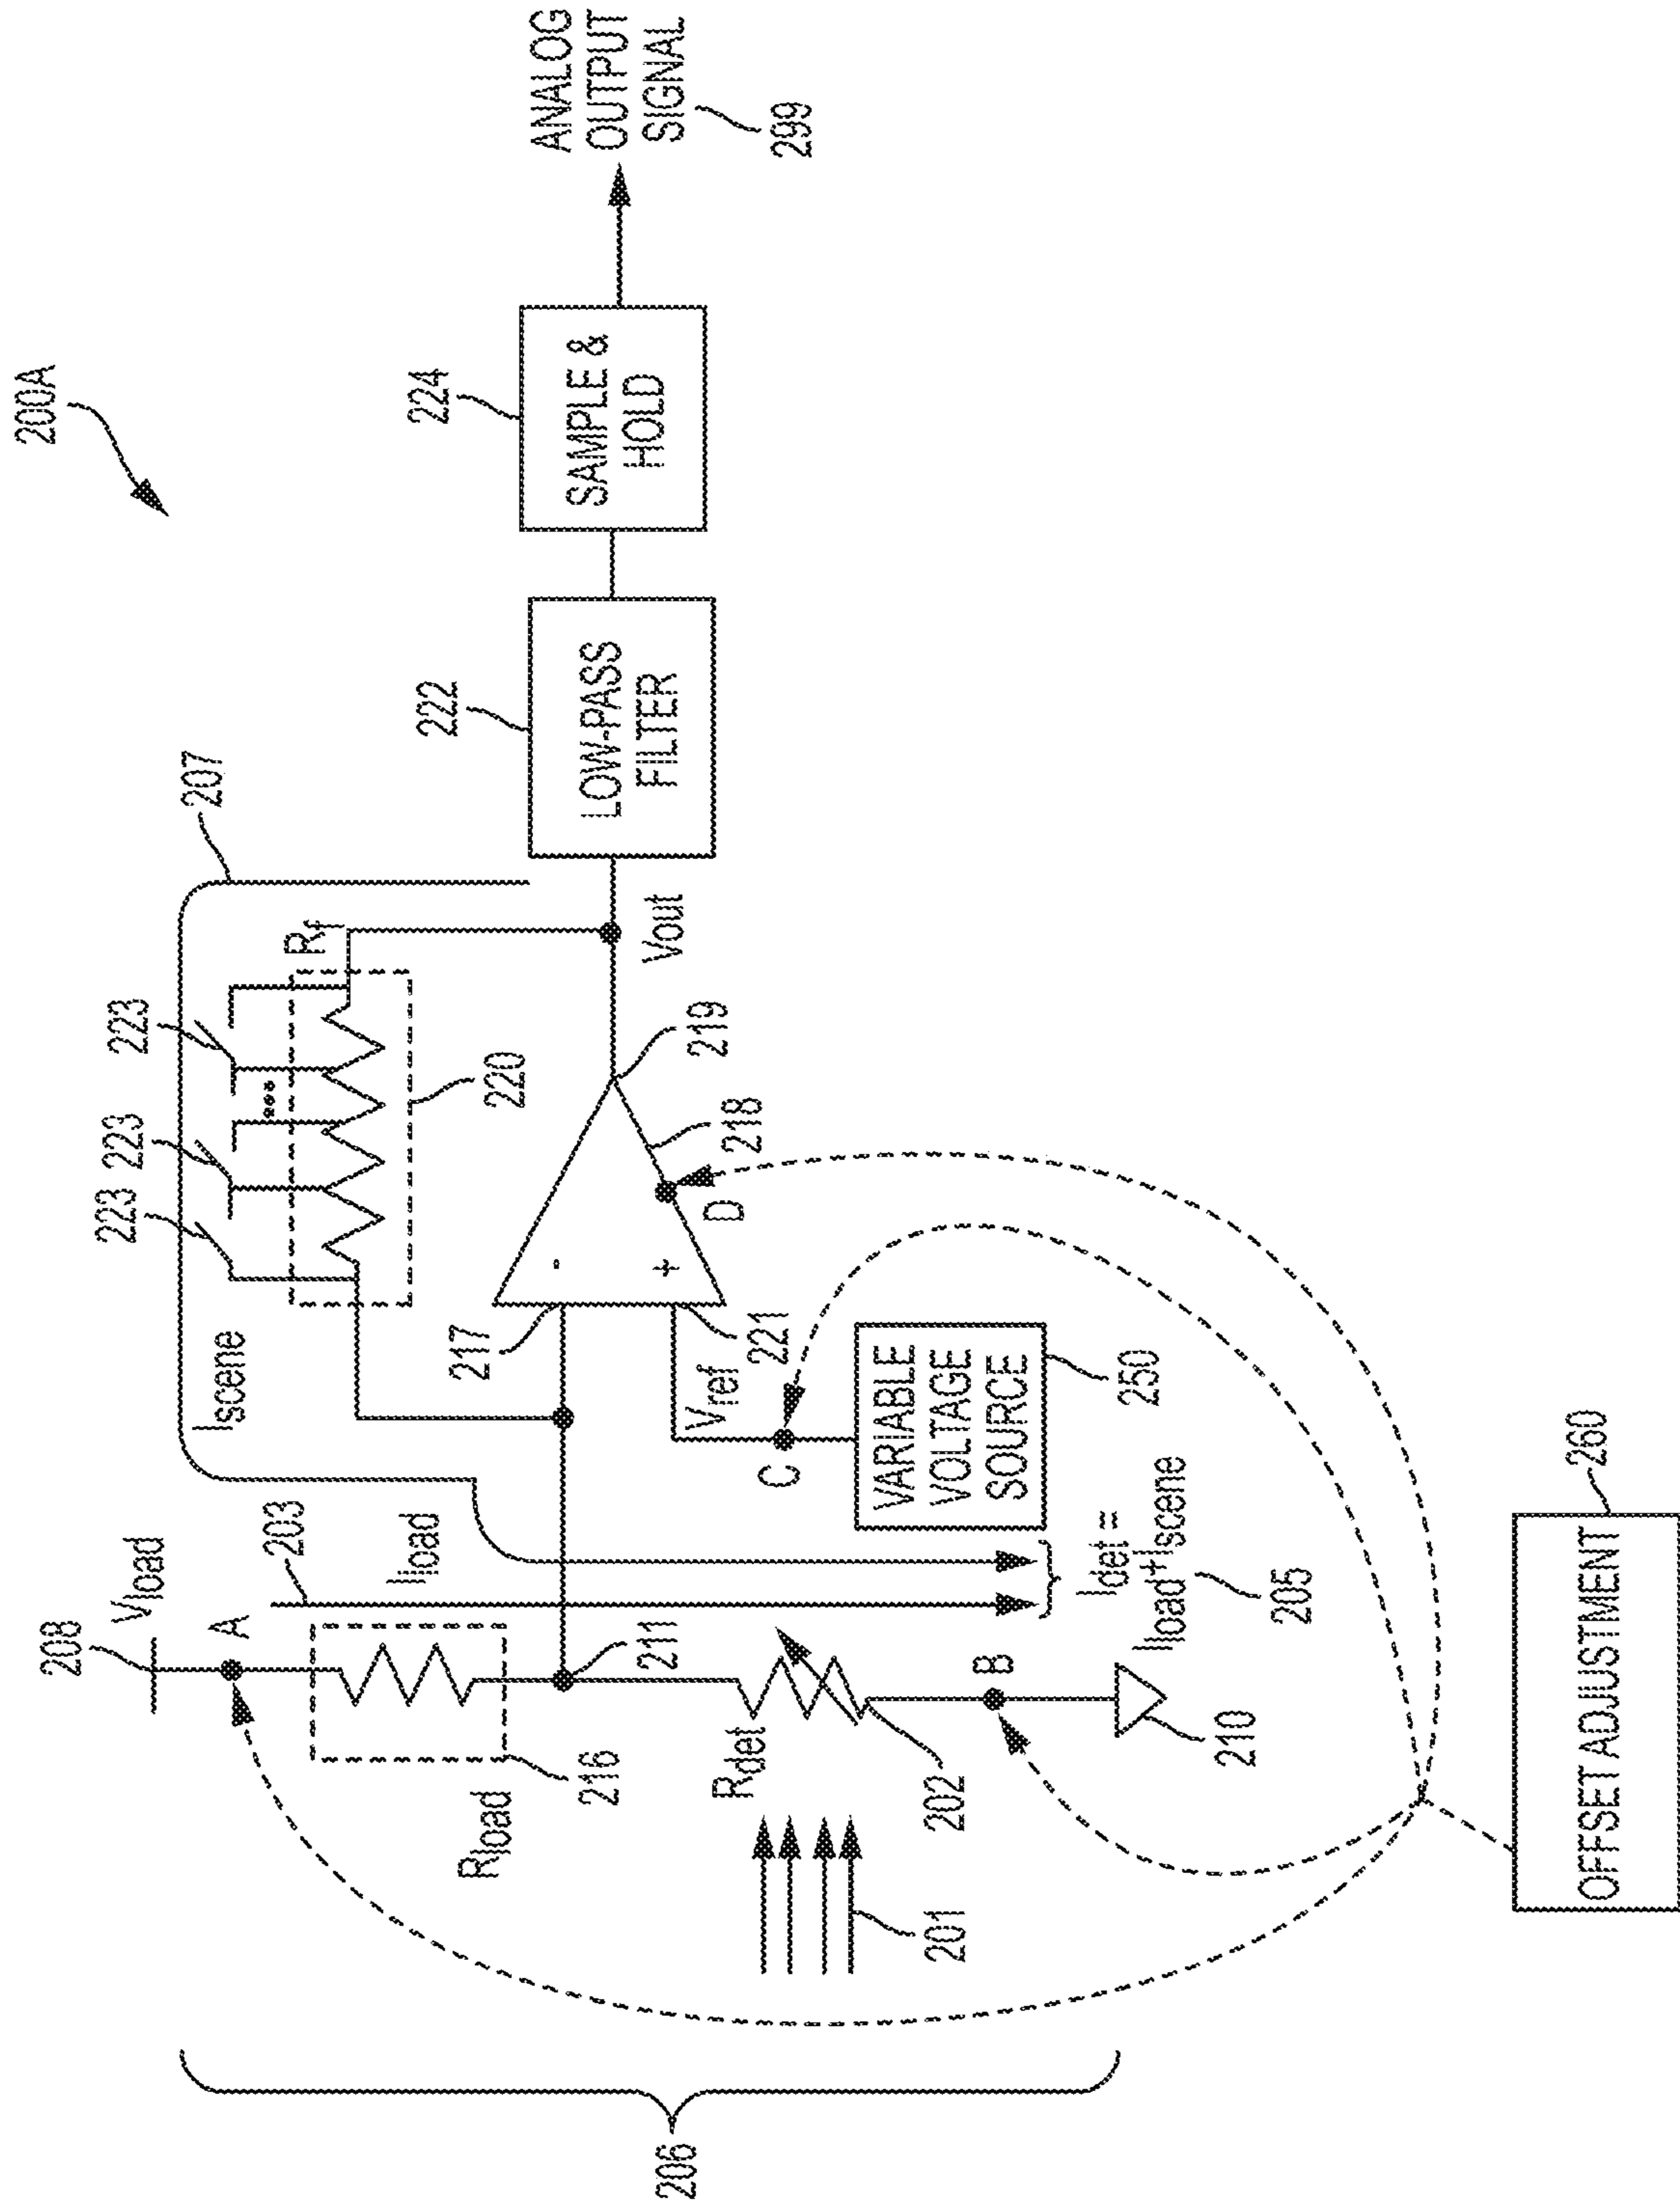 200A
208
Vload
A
203
Iload
Iscene
207
223
223
223
Rf
220
Rload
216
211
217
-
+
219
218
D
Vout
222
LOW-PASS
FILTER
224
SAMPLE &
HOLD
ANALOG
OUTPUT
SIGNAL
299
206
Rdet
201
202
B
210
Idet =
Iload+Iscene
205
C
Vref
221
VARIABLE
VOLTAGE
SOURCE
250
OFFSET ADJUSTMENT
260